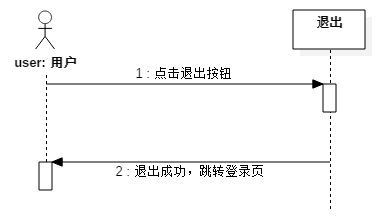 退出
user: 用户
1 : 点击退出按钮
2 : 退出成功，跳转登录页